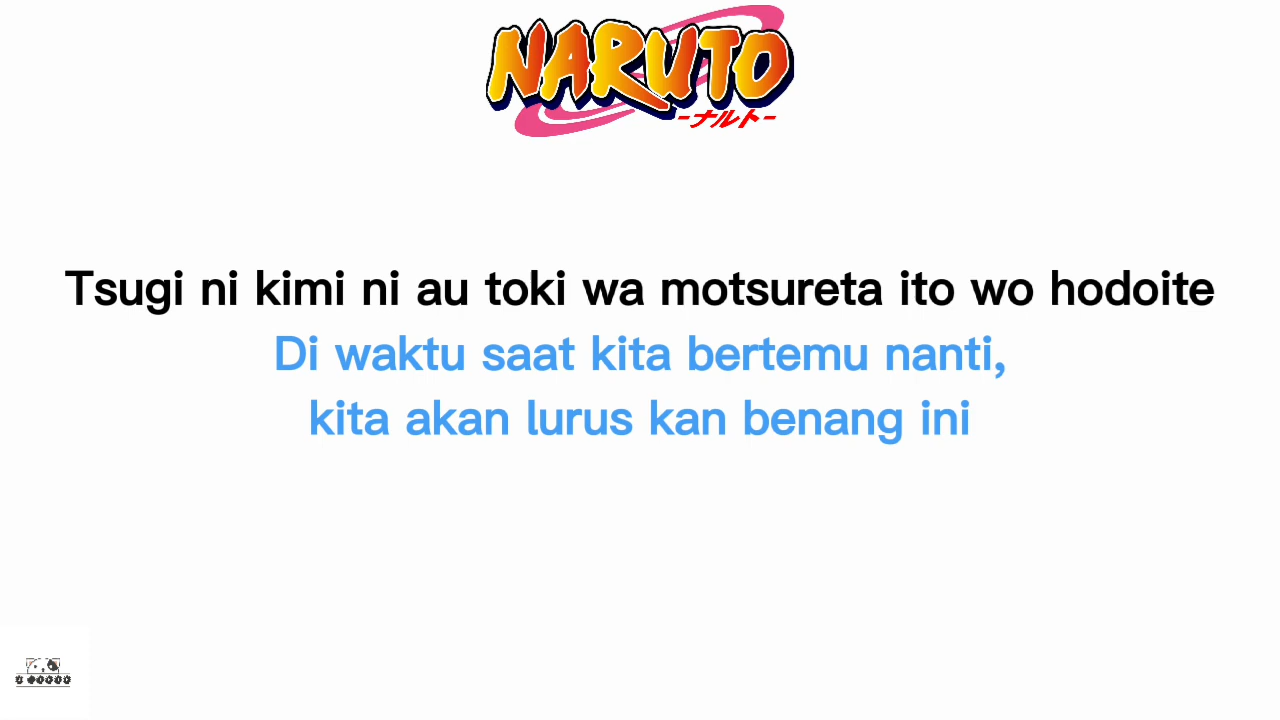 NARUTO
-ナルト-
Tsugi ni kimi ni au toki wa motsureta ito wo hodoite
Di waktu saat kita bertemu nanti,
kita akan lurus kan benang ini